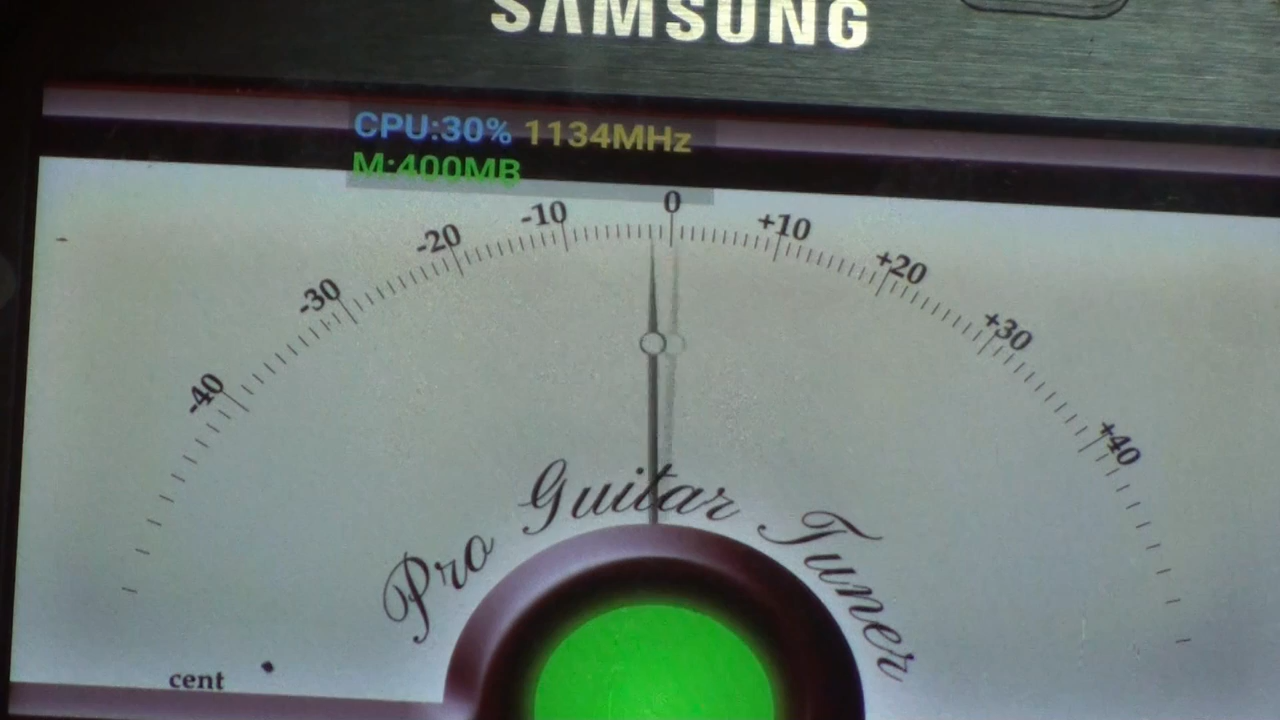 SAMSUNG
CPU:30% 1134MHz
M:400MB
-40 -30 -20 -10 0 +10 +20 +30 +40
Pro Guitar Tuner
cent